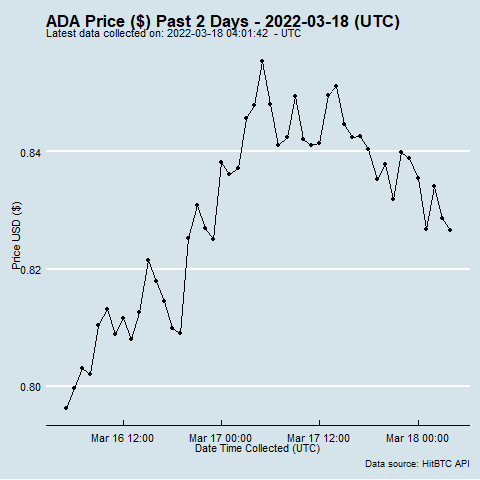 ADA Price ($) Past 2 Days - 2022-03-18 (UTC)
Latest data collected on: 2022-03-18 04:01:42  - UTC
Price USD ($)
0.84
0.82
0.80
Mar 16 12:00 Mar 17 00:00 Mar 17 12:00 Mar 18 00:00
Date Time Collected (UTC)
Data source: HitBTC API